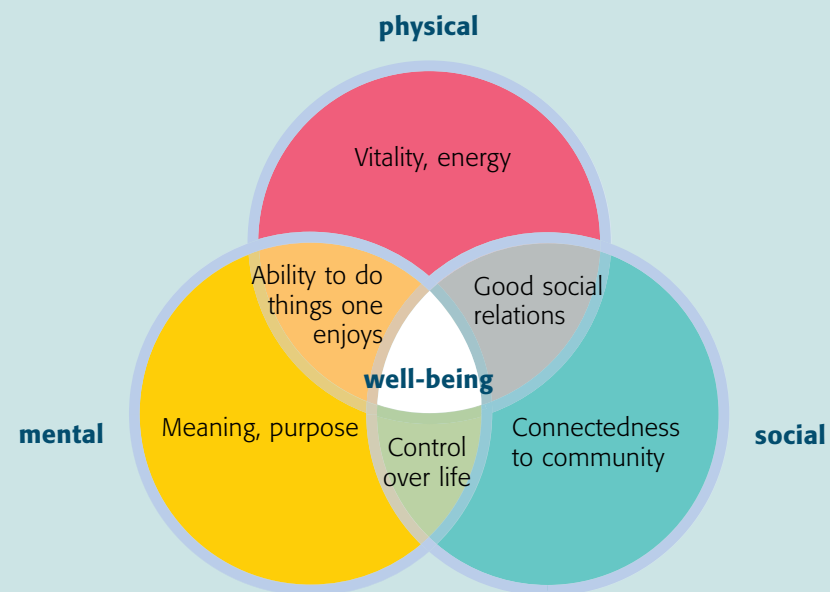 physical
Vitality, energy
Ability to do
things one
enjoys
Good social
relations
well-being
mental
Meaning, purpose
Control
over life
Connectedness
to community
social